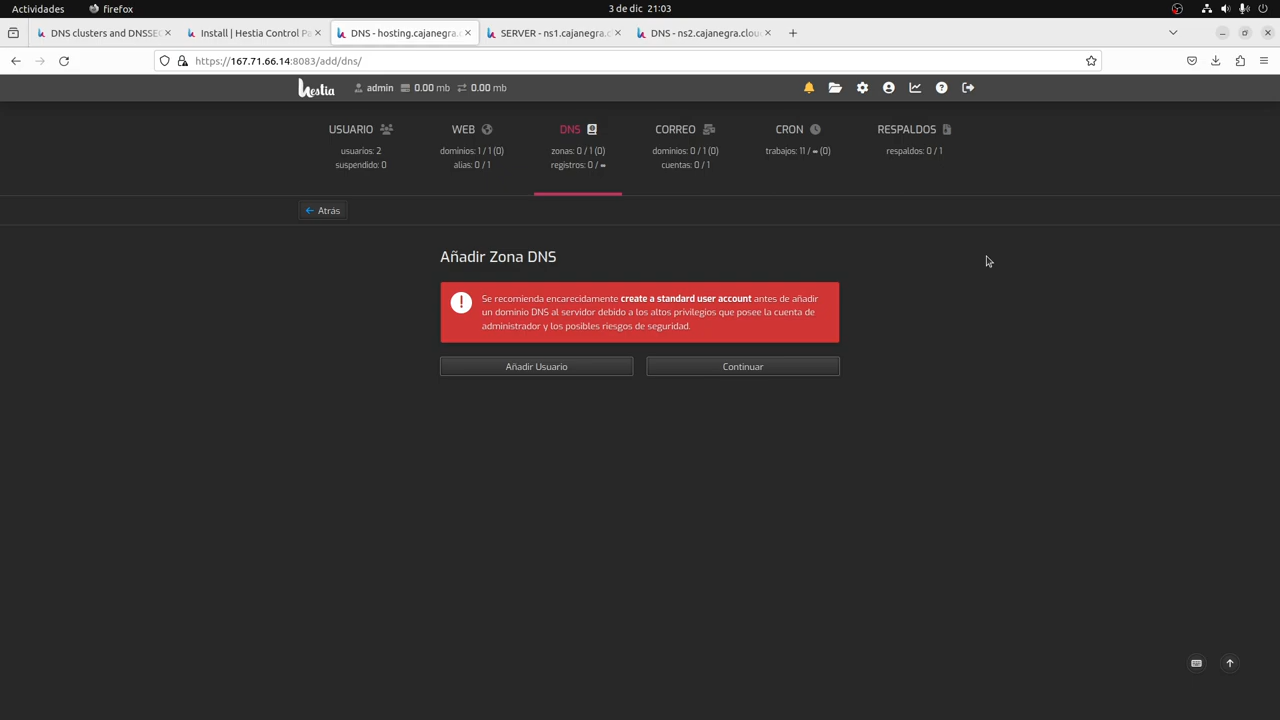 Actividades firefox 3 de dic 21:03
DNS clusters and DNSSEC Install | Hestia Control Pa DNS - hosting.cajanegra. SERVER - ns1.cajanegra.c DNS - ns2.cajanegra.clou
https://167.71.66.14:8083/add/dns/
Hestia admin 0.00 mb 0.00 mb
USUARIO WEB DNS CORREO CRON RESPALDOS
usuarios: 2 dominios: 1 / 1 (0) zonas: 0 / 1 (0) dominios: 0 / 1 (0) trabajos: 11 / ∞ (0) respaldos: 0 / 1
suspendido: 0 alias: 0 / 1 registros: 0 / ∞ cuentas: 0 / 1
← Atrás
Añadir Zona DNS
Se recomienda encarecidamente create a standard user account antes de añadir
un dominio DNS al servidor debido a los altos privilegios que posee la cuenta de
administrador y los posibles riesgos de seguridad.
Añadir Usuario Continuar